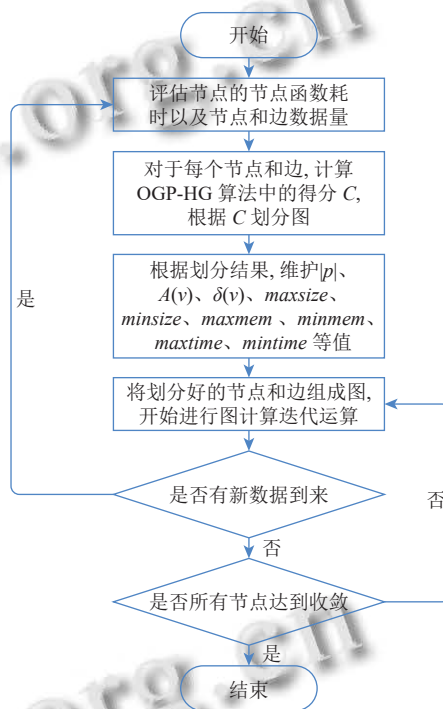 开始
评估节点的节点函数耗
时以及节点和边数据量
对于每个节点和边, 计算
OGP-HG 算法中的得分 C,
根据 C 划分图
根据划分结果, 维护|p|、
A(v)、δ(v)、maxsize、
minsize、maxmem 、minmem、
maxtime、mintime 等值
是
将划分好的节点和边组成图,
开始进行图计算迭代运算
是否有新数据到来
否
否
是否所有节点达到收敛
是
结束
.org.cn
org.cn